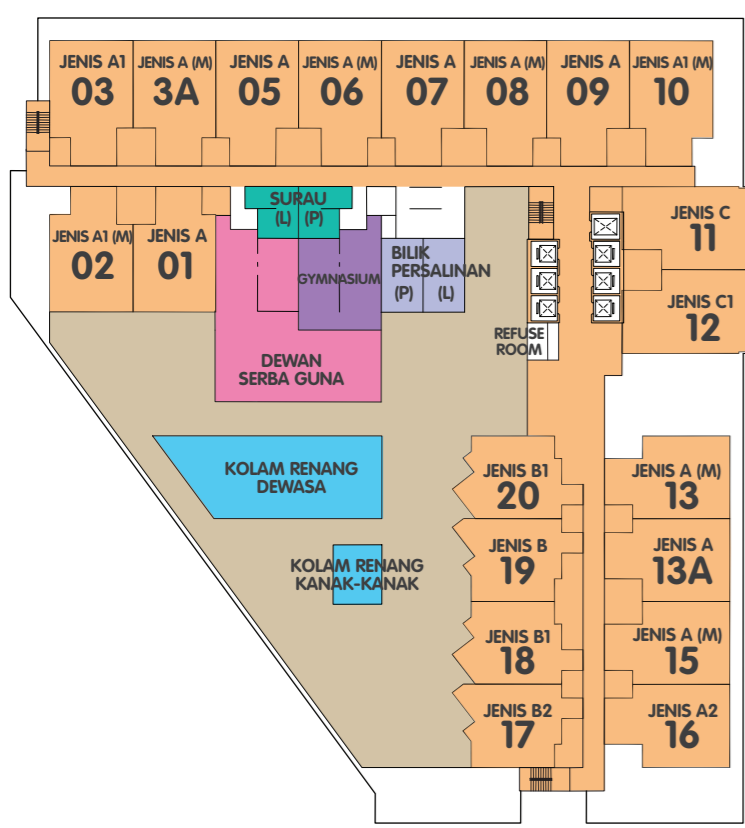 JENIS A1
03
JENIS A (M)
3A
JENIS A
05
JENIS A (M)
06
JENIS A
07
JENIS A (M)
08
JENIS A
09
JENIS A1 (M)
10
JENIS A1 (M)
02
JENIS A
01
SURAU
(L) (P)
GYMNASIUM
BILIK
PERSALINAN
(P) (L)
JENIS C
11
JENIS C1
12
REFUSE
ROOM
DEWAN
SERBA GUNA
KOLAM RENANG
DEWASA
KOLAM RENANG
KANAK-KANAK
JENIS B1
20
JENIS A (M)
13
JENIS B
19
JENIS A
13A
JENIS B1
18
JENIS A (M)
15
JENIS B2
17
JENIS A2
16